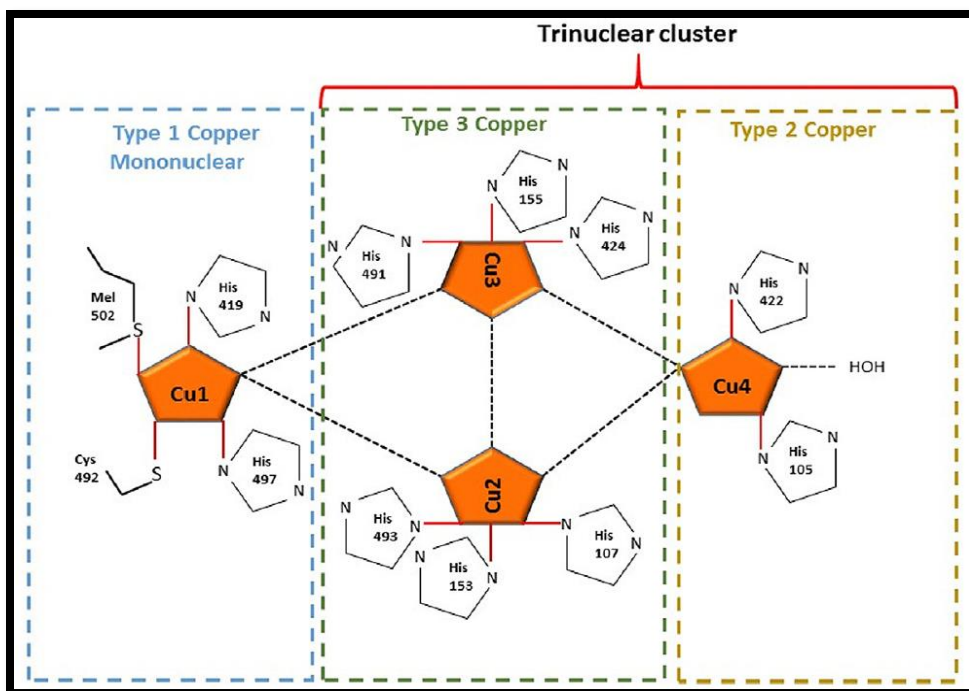 Trinuclear cluster
Type 1 Copper
Mononuclear
Type 3 Copper
Type 2 Copper
Mel
502
S
N
His
419
N
Cu1
Cys
492
S
N
His
497
N
N
His
155
N
N
His
491
N
N
His
424
N
Cu3
Cu2
His
493
N
N
His
153
N
N
N
His
107
N
N
His
422
N
Cu4
HOH
N
His
105
N